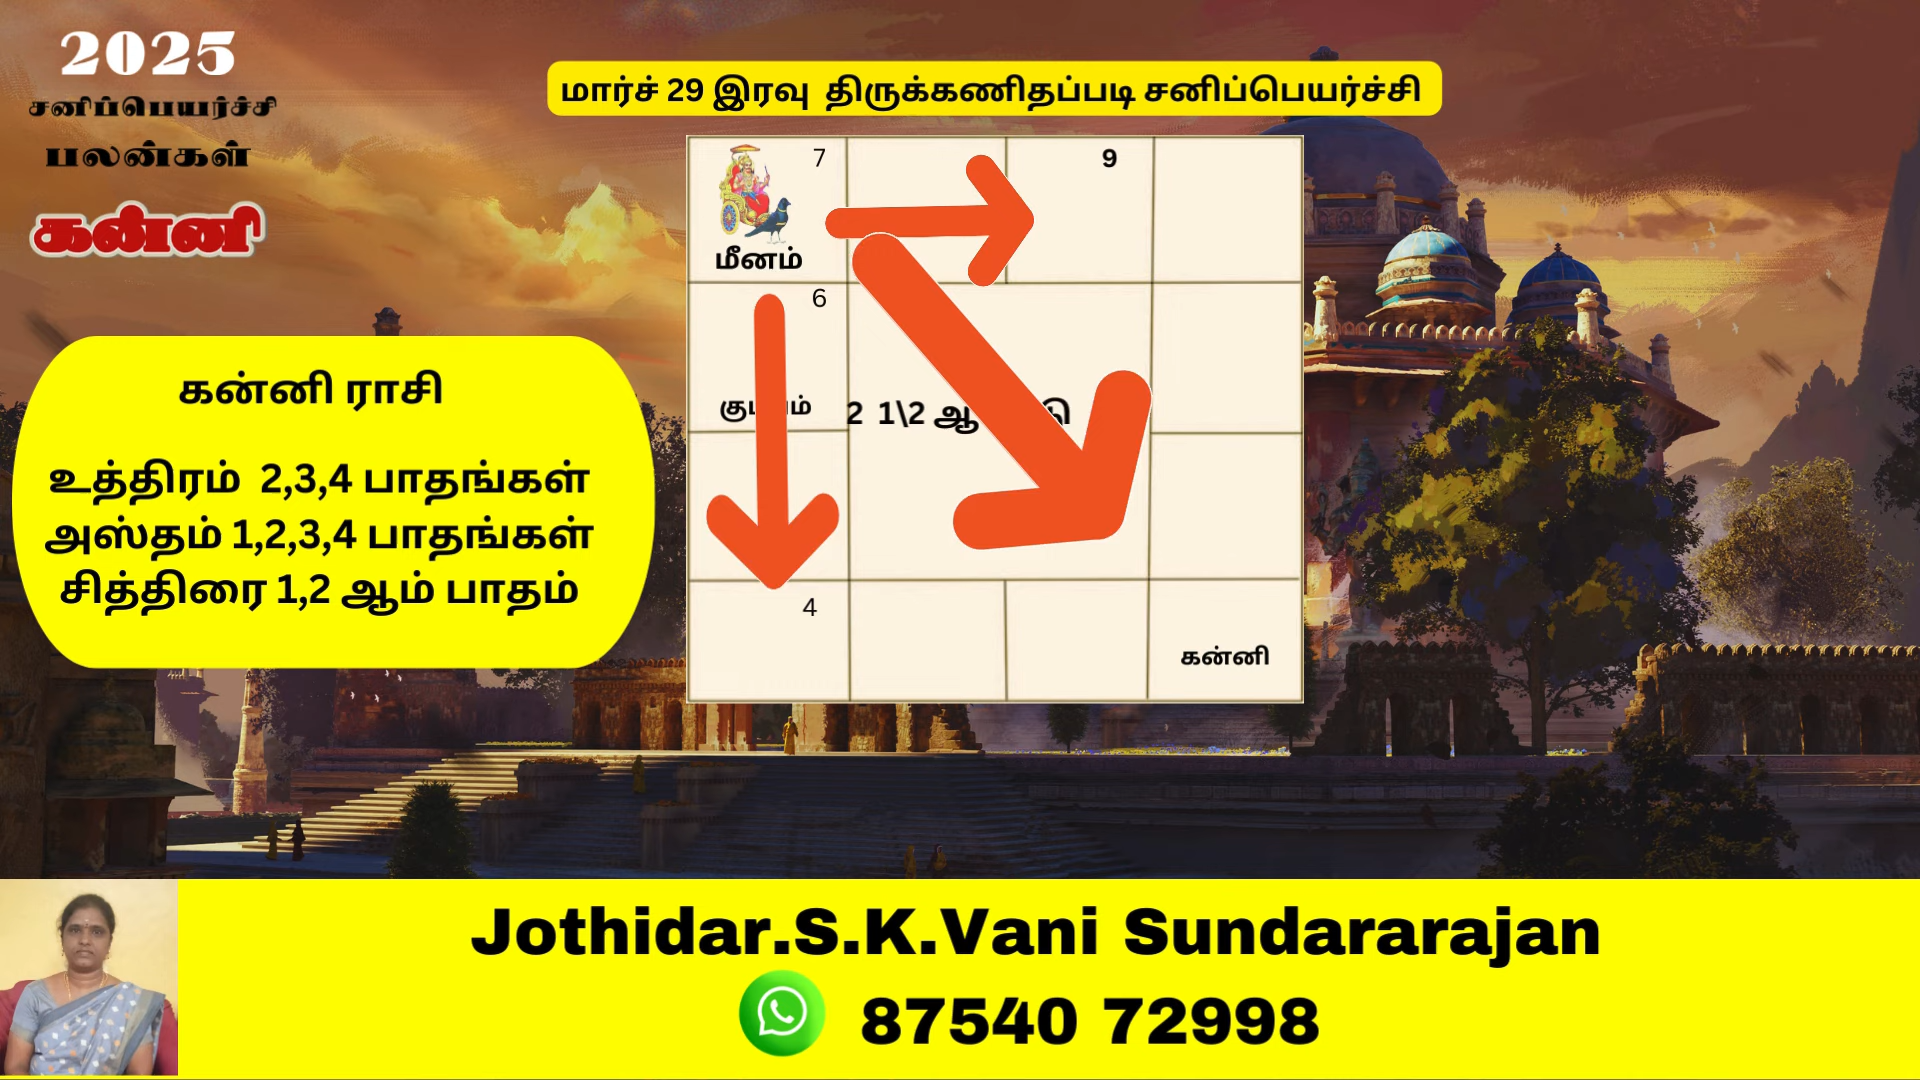 2025
சனிப்பெயர்ச்சி
பலன்கள்
கன்னி
மார்ச் 29 இரவு திருக்கணிதப்படி சனிப்பெயர்ச்சி
7
9
மீனம்
6
2 1\2
4
கன்னி
கன்னி ராசி
உத்திரம் 2,3,4 பாதங்கள்
அஸ்தம் 1,2,3,4 பாதங்கள்
சித்திரை 1,2 ஆம் பாதம்
Jothidar.S.K.Vani Sundararajan
87540 72998